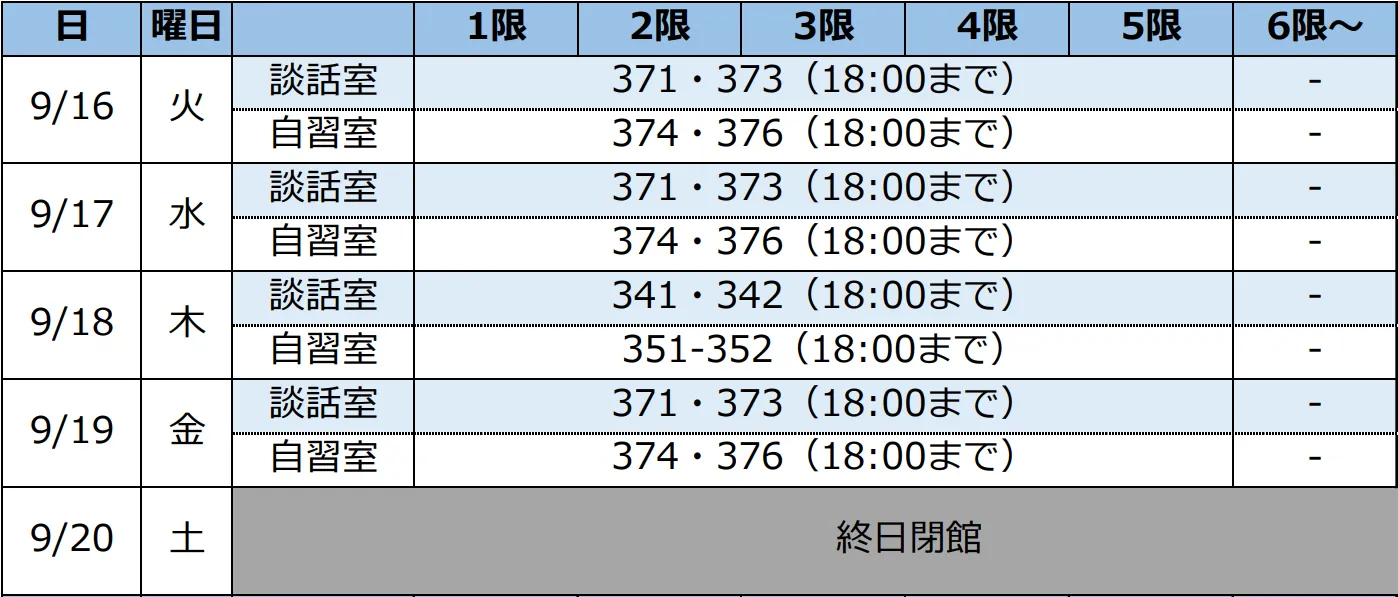 日 曜日 1限 2限 3限 4限 5限 6限～
9/16 火 談話室 371・373（18:00まで） -
自習室 374・376（18:00まで） -
9/17 水 談話室 371・373（18:00まで） -
自習室 374・376（18:00まで） -
9/18 木 談話室 341・342（18:00まで） -
自習室 351-352（18:00まで） -
9/19 金 談話室 371・373（18:00まで） -
自習室 374・376（18:00まで） -
9/20 土 終日閉館